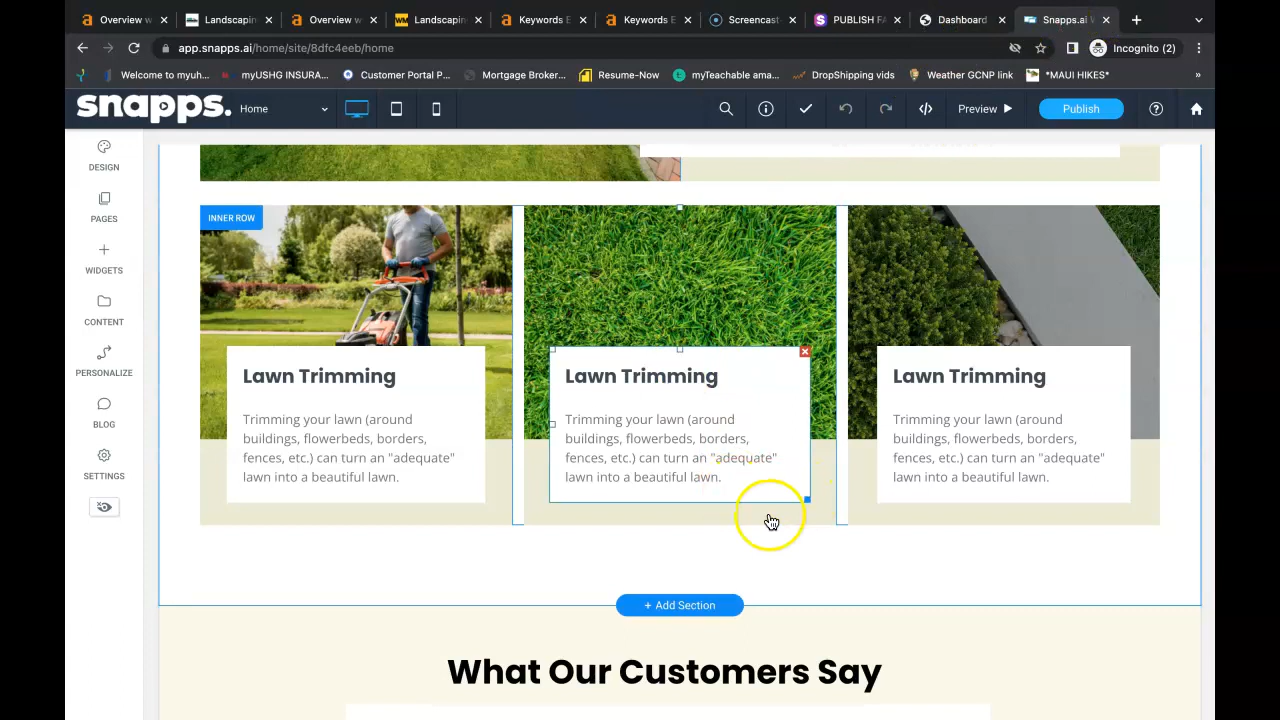 Overview w
Landscapin
Overview w
Landscapin
Keywords E
Keywords E
Screencast-
PUBLISH FA
Dashboard
Snapps.ai
app.snapps.ai/home/site/8dfc4eeb/home
Incognito (2)
Welcome to myuh...
myUSHG INSURA...
Customer Portal P...
Mortgage Broker...
Resume-Now
myTeachable ama...
DropShipping vids
Weather GCNP link
*MAUI HIKES*
»
snapps.
Home
Preview
Publish
DESIGN
PAGES
WIDGETS
CONTENT
PERSONALIZE
BLOG
SETTINGS
INNER ROW
Lawn Trimming
Trimming your lawn (around
buildings, flowerbeds, borders,
fences, etc.) can turn an "adequate"
lawn into a beautiful lawn.
Lawn Trimming
Trimming your lawn (around
buildings, flowerbeds, borders,
fences, etc.) can turn an "adequate"
lawn into a beautiful lawn.
Lawn Trimming
Trimming your lawn (around
buildings, flowerbeds, borders,
fences, etc.) can turn an "adequate"
lawn into a beautiful lawn.
+ Add Section
What Our Customers Say